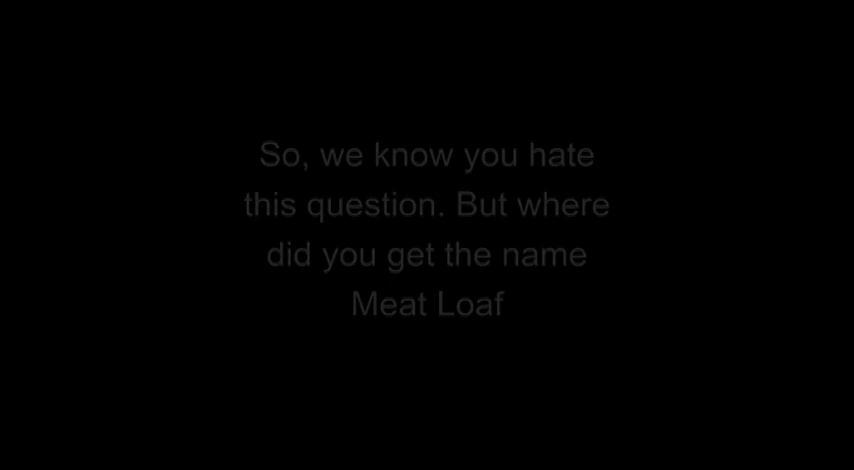 So, we know you hate
this question. But where
did you get the name
Meat Loaf